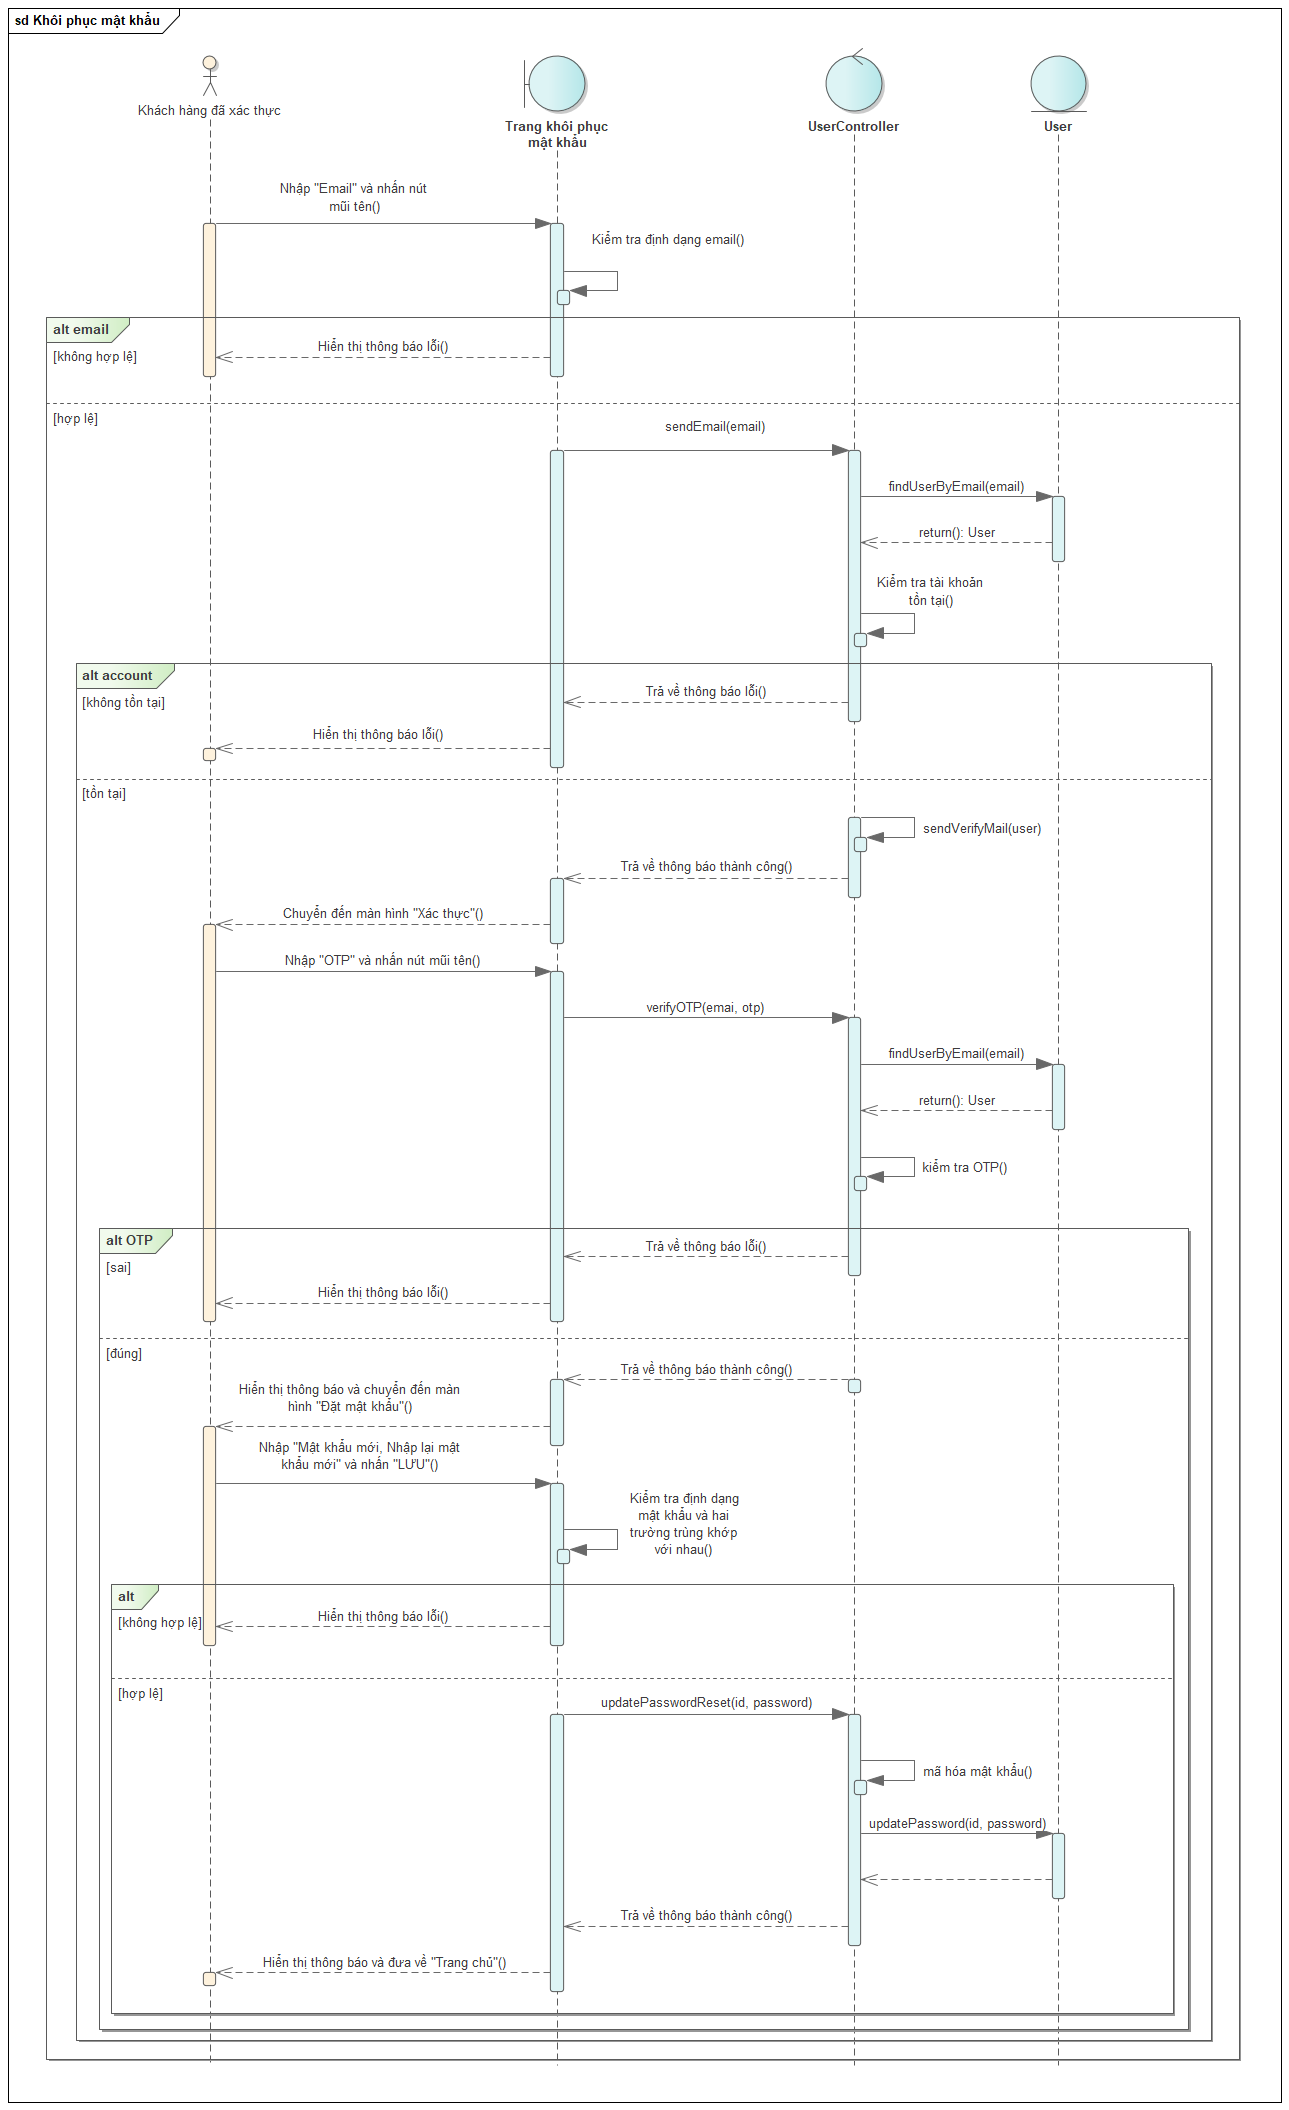 sd Khôi phục mật khẩu
Khách hàng đã xác thực
Trang khôi phục
mật khẩu
UserController
User
Nhập "Email" và nhấn nút
mũi tên()
Kiểm tra định dạng email()
alt email
[không hợp lệ]
Hiển thị thông báo lỗi()
[hợp lệ]
sendEmail(email)
findUserByEmail(email)
return(): User
Kiểm tra tài khoản
tồn tại()
alt account
[không tồn tại]
Trả về thông báo lỗi()
Hiển thị thông báo lỗi()
[tồn tại]
sendVerifyMail(user)
Trả về thông báo thành công()
Chuyển đến màn hình "Xác thực"()
Nhập "OTP" và nhấn nút mũi tên()
verifyOTP(emai, otp)
findUserByEmail(email)
return(): User
kiểm tra OTP()
alt OTP
[sai]
Trả về thông báo lỗi()
Hiển thị thông báo lỗi()
[đúng]
Trả về thông báo thành công()
Hiển thị thông báo và chuyển đến màn
hình "Đặt mật khẩu"()
Nhập "Mật khẩu mới, Nhập lại mật
khẩu mới" và nhấn "LƯU"()
Kiểm tra định dạng
mật khẩu và hai
trường trùng khớp
với nhau()
alt
[không hợp lệ]
Hiển thị thông báo lỗi()
[hợp lệ]
updatePasswordReset(id, password)
mã hóa mật khẩu()
updatePassword(id, password)
Trả về thông báo thành công()
Hiển thị thông báo và đưa về "Trang chủ"()